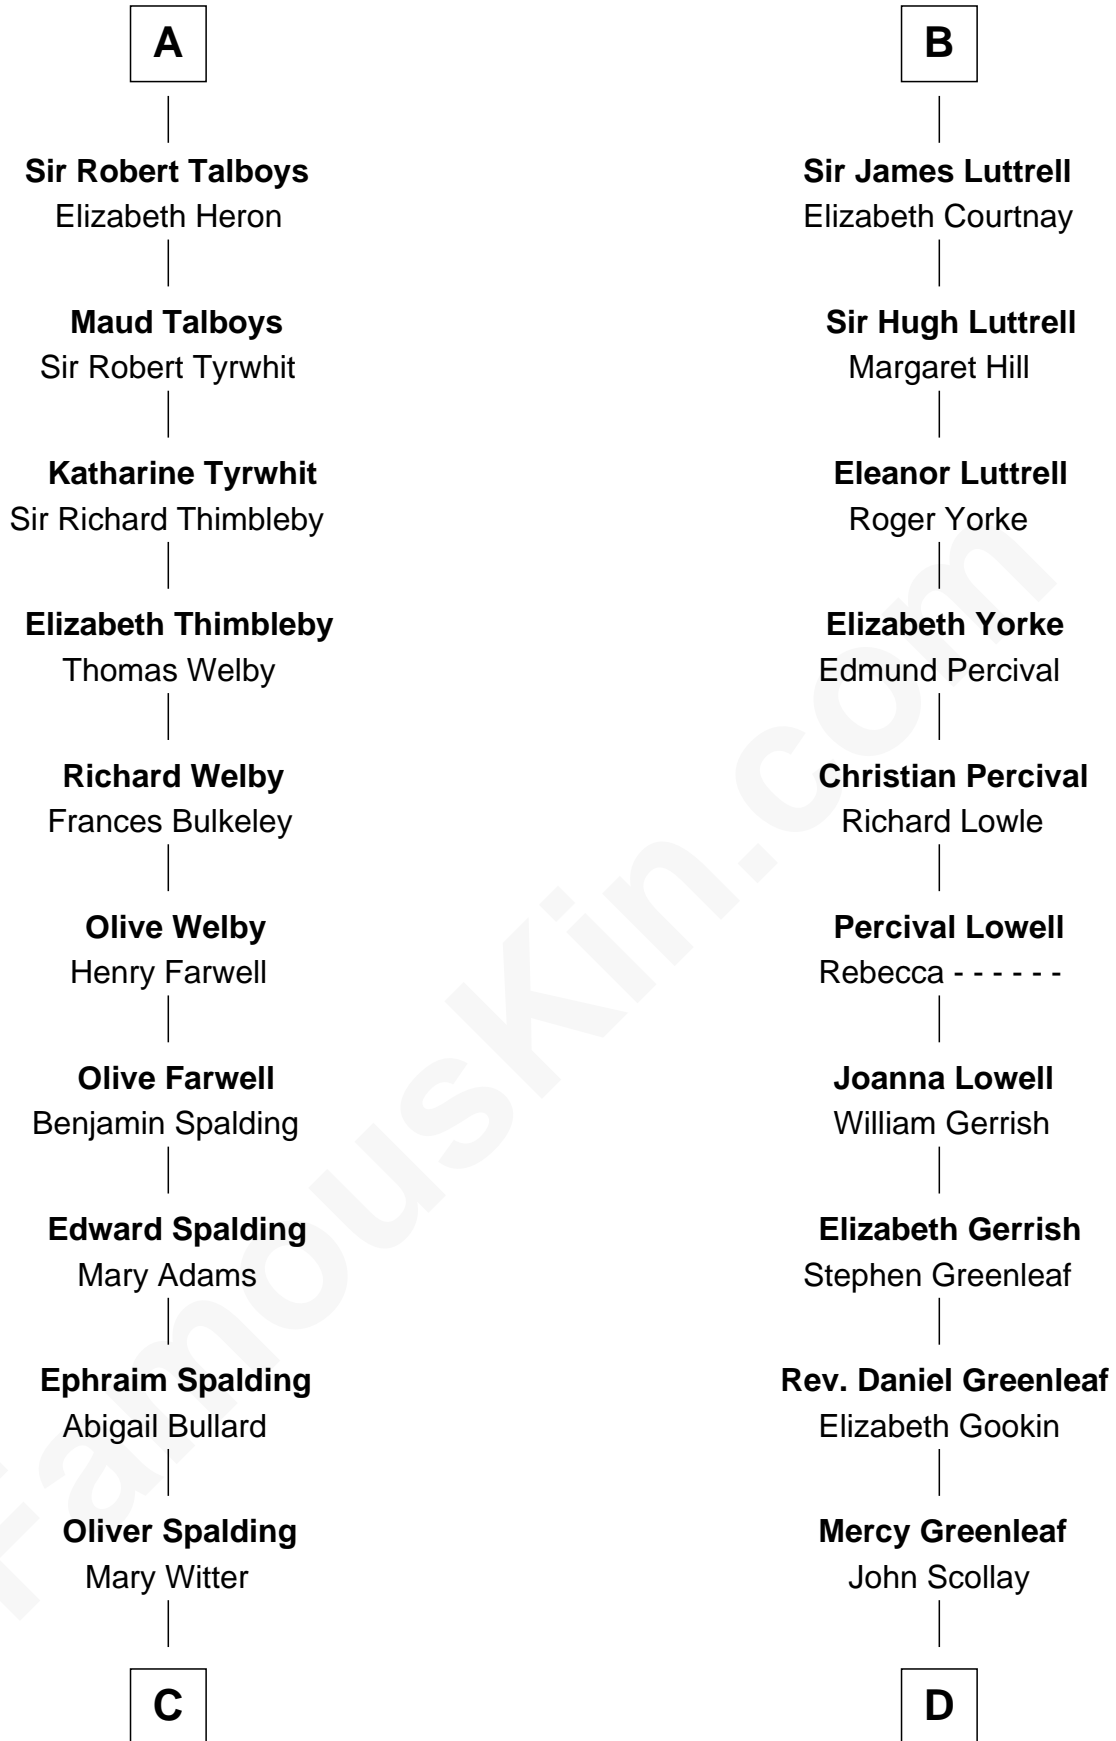 A
Sir Robert Talboys
Elizabeth Heron
Maud Talboys
Sir Robert Tyrwhit
Katharine Tyrwhit
Sir Richard Thimbleby
Elizabeth Thimbleby
Thomas Welby
Richard Welby
Frances Bulkeley
Olive Welby
Henry Farwell
Olive Farwell
Benjamin Spalding
Edward Spalding
Mary Adams
Ephraim Spalding
Abigail Bullard
Oliver Spalding
Mary Witter
C
B
Sir James Luttrell
Elizabeth Courtnay
Sir Hugh Luttrell
Margaret Hill
Eleanor Luttrell
Roger Yorke
Elizabeth Yorke
Edmund Percival
Christian Percival
Richard Lowle
Percival Lowell
Rebecca - - - - - -
Joanna Lowell
William Gerrish
Elizabeth Gerrish
Stephen Greenleaf
Rev. Daniel Greenleaf
Elizabeth Gookin
Mercy Greenleaf
John Scollay
D
FamousKin.com